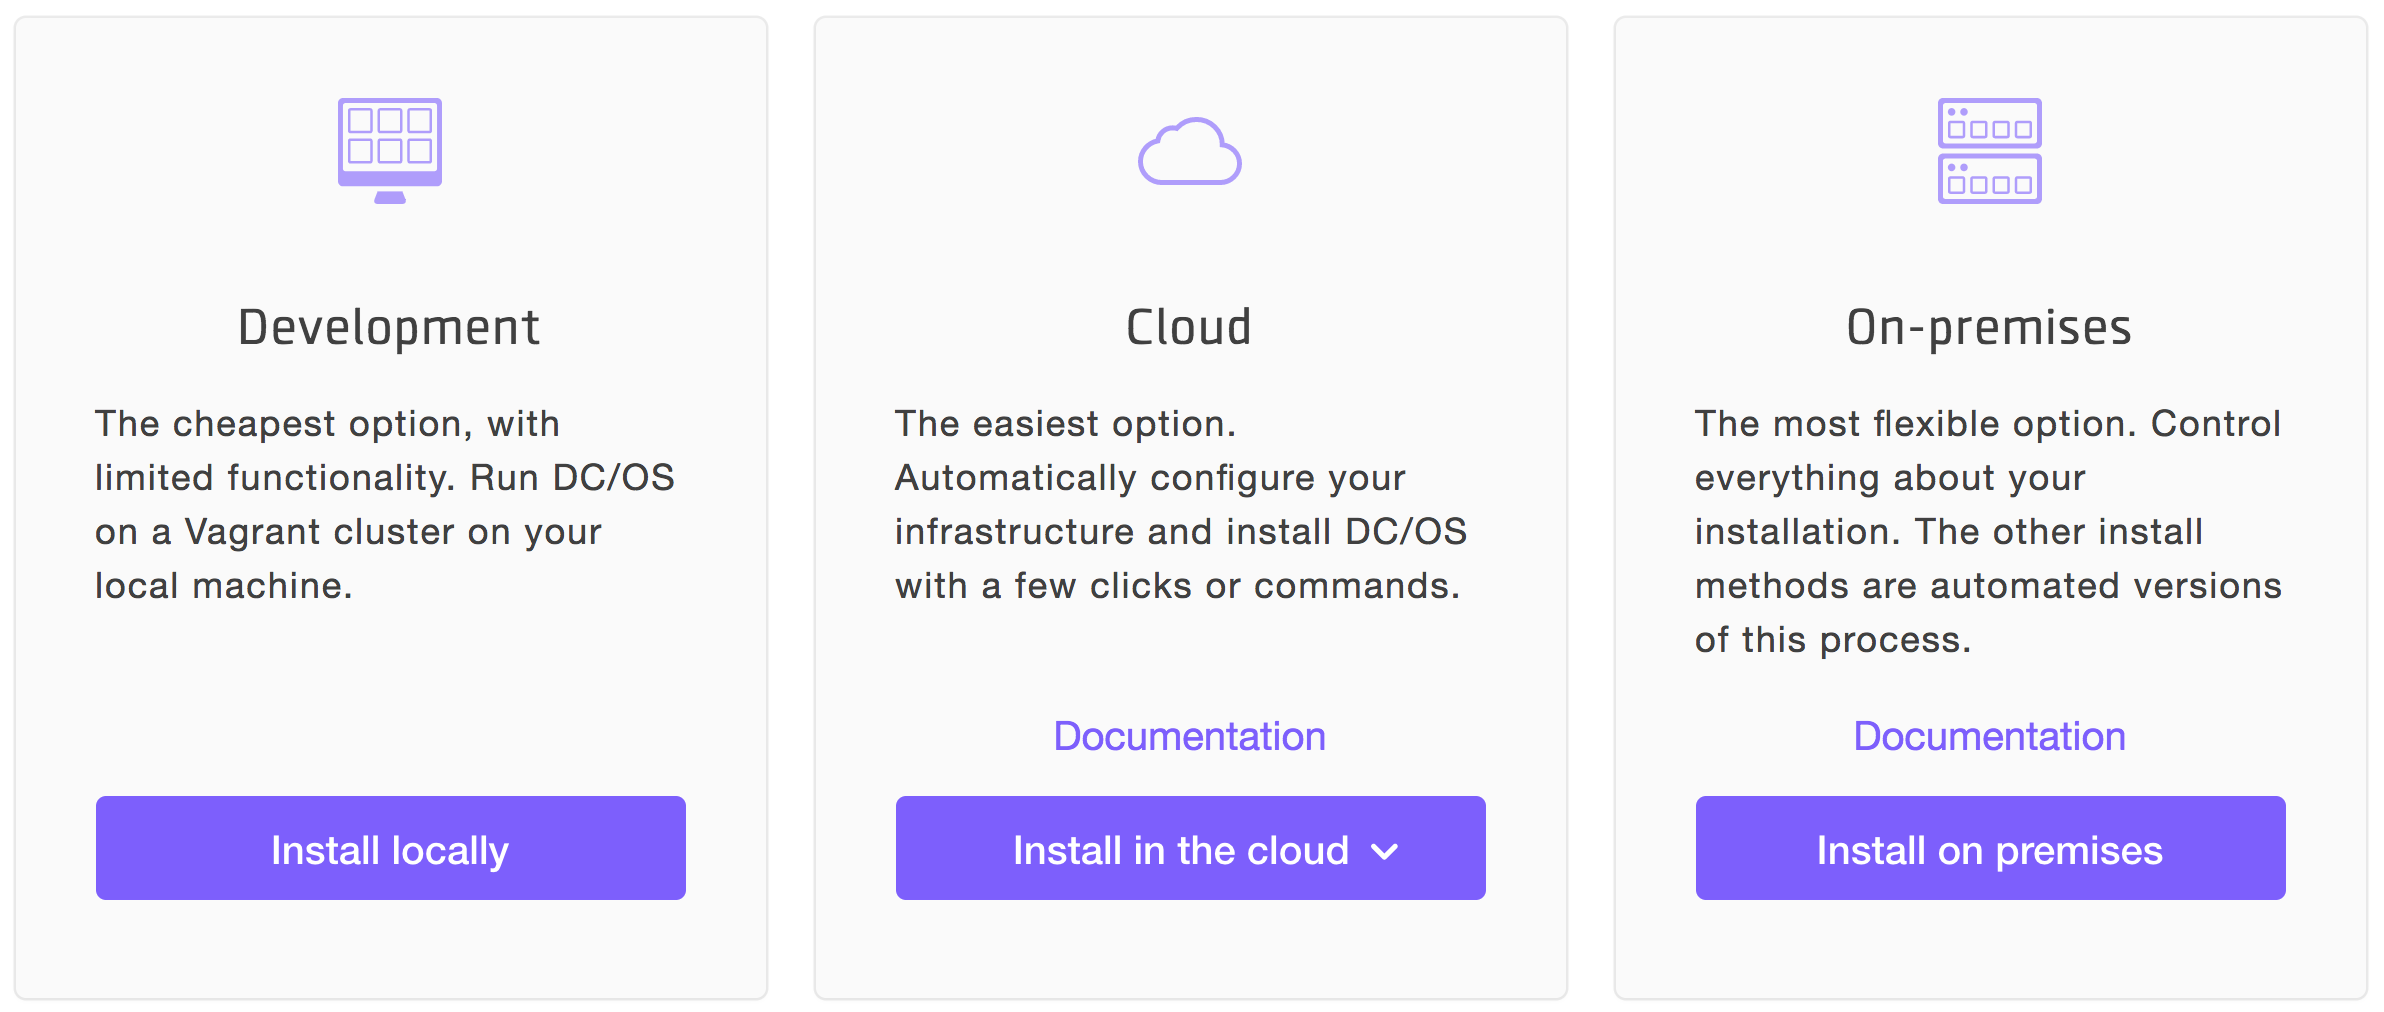 Development
The cheapest option, with
limited functionality. Run DC/OS
on a Vagrant cluster on your
local machine.
Install locally
Cloud
The easiest option.
Automatically configure your
infrastructure and install DC/OS
with a few clicks or commands.
Documentation
Install in the cloud
On-premises
The most flexible option. Control
everything about your
installation. The other install
methods are automated versions
of this process.
Documentation
Install on premises